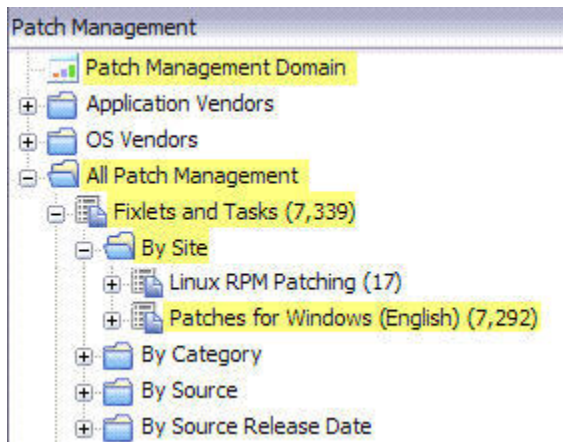 Patch Management
Patch Management Domain
Application Vendors
OS Vendors
All Patch Management
Fixlets and Tasks (7,339)
By Site
Linux RPM Patching (17)
Patches for Windows (English) (7,292)
By Category
By Source
By Source Release Date